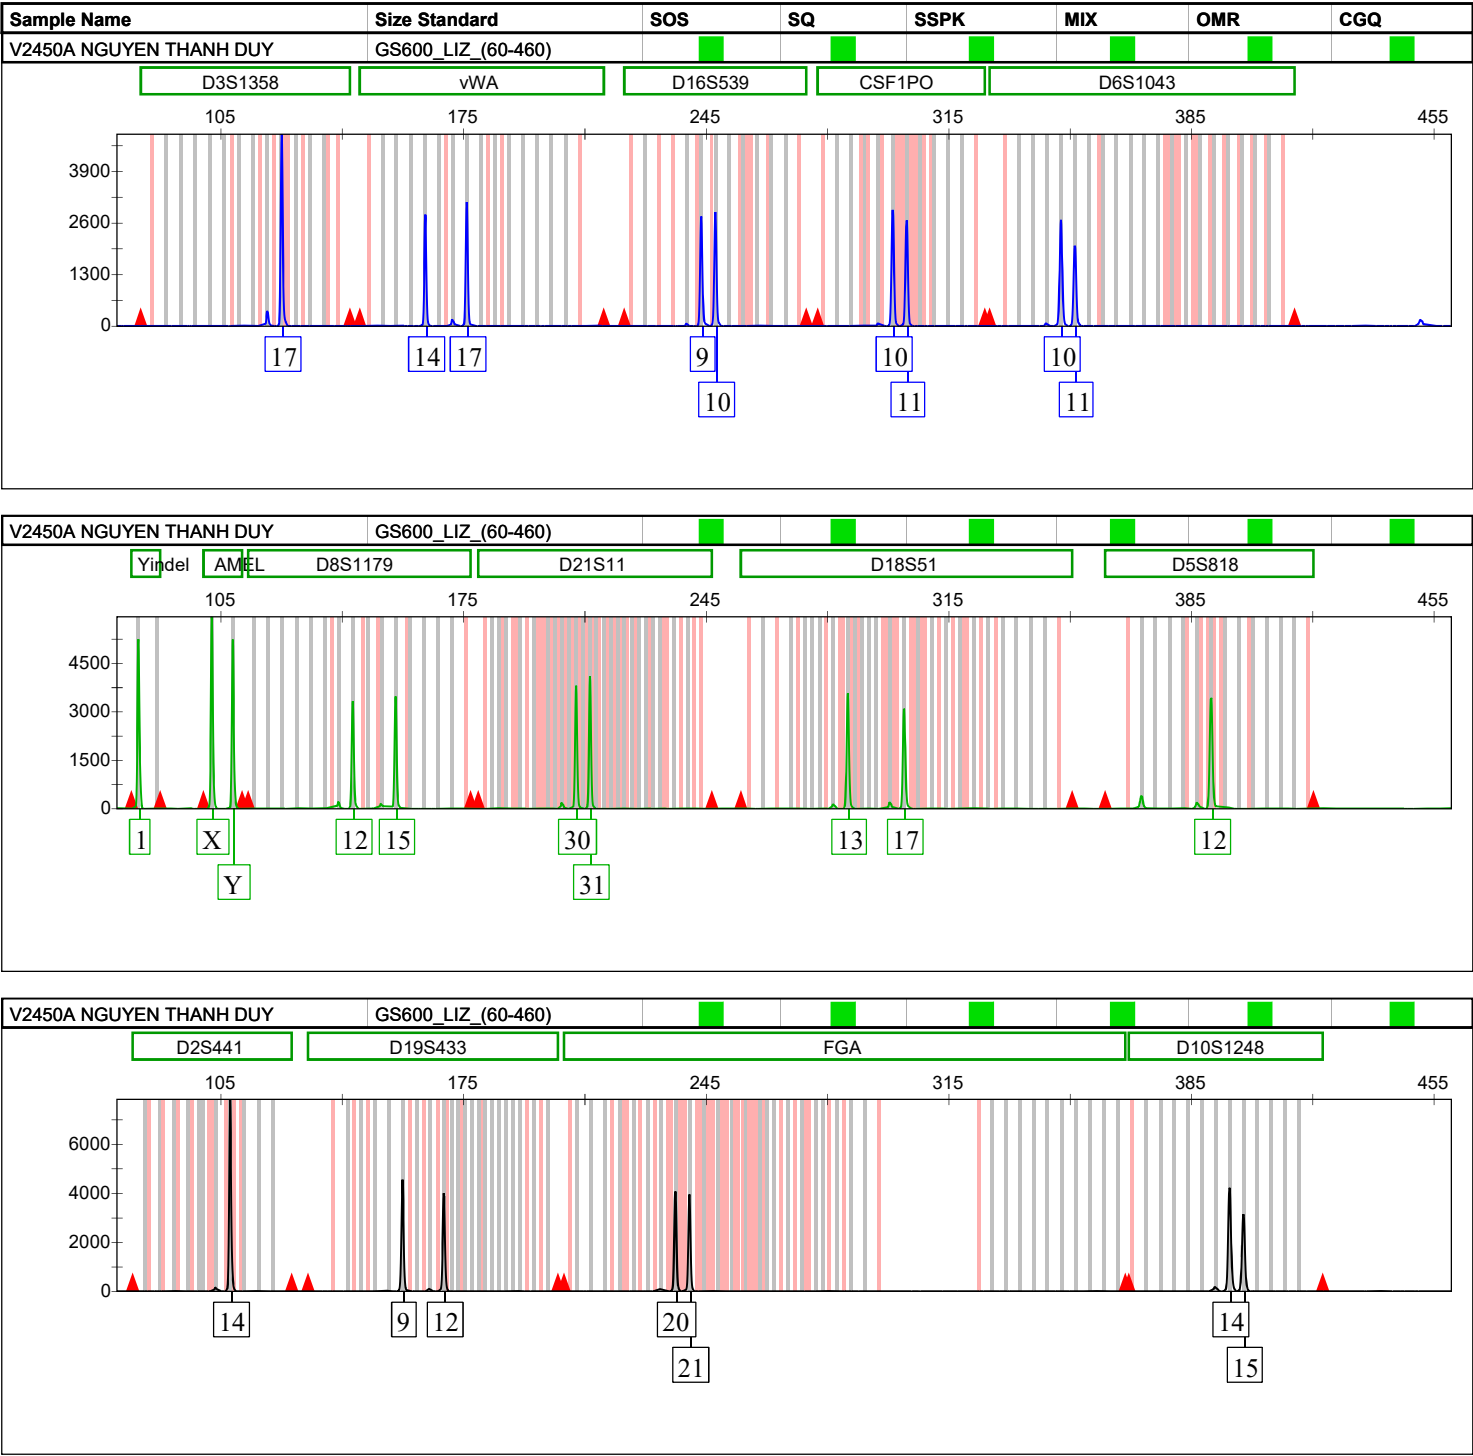 Sample Name Size Standard SOS SQ SSPK MIX OMR CGQ
V2450A NGUYEN THANH DUY GS600_LIZ_(60-460)
D3S1358 vWA D16S539 CSF1PO D6S1043
105 175 245 315 385 455
3900
2600
1300
0
17 14 17 9 10 10
10 11 11
V2450A NGUYEN THANH DUY GS600_LIZ_(60-460)
Yindel AMEL D8S1179 D21S11 D18S51 D5S818
105 175 245 315 385 455
4500
3000
1500
0
1 X 12 15 30 13 17 12
Y 31
V2450A NGUYEN THANH DUY GS600_LIZ_(60-460)
D2S441 D19S433 FGA D10S1248
105 175 245 315 385 455
6000
4000
2000
0
14 9 12 20 14
21 15